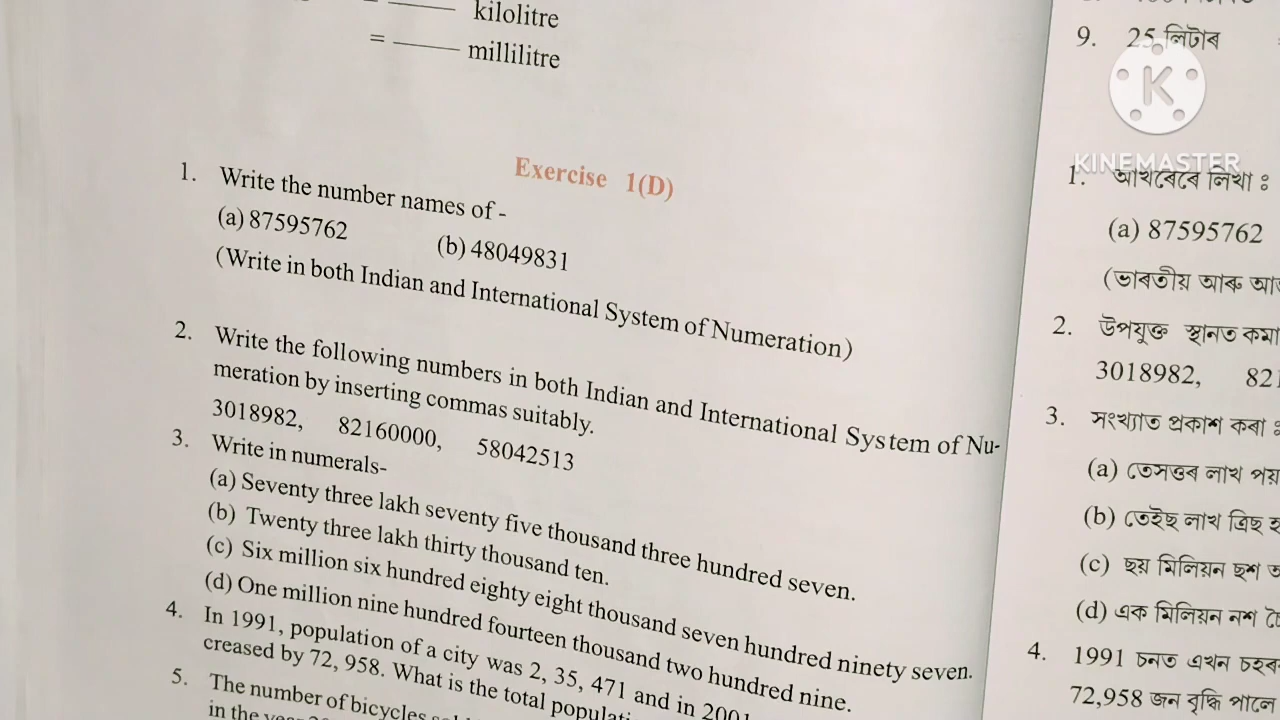 = kilolitre
= millilitre
Exercise 1(D)
1. Write the number names of -
(a) 87595762 (b) 48049831
(Write in both Indian and International System of Numeration)
2. Write the following numbers in both Indian and International System of Nu-
meration by inserting commas suitably.
3018982, 82160000, 58042513
3. Write in numerals-
(a) Seventy three lakh seventy five thousand three hundred seven.
(b) Twenty three lakh thirty thousand ten.
(c) Six million six hundred eighty eight thousand seven hundred ninety seven.
(d) One million nine hundred fourteen thousand two hundred nine.
4. In 1991, population of a city was 2, 35, 471 and in 2001
creased by 72, 958. What is the total
5. The number of bicycles
in the
9. 25 লিটাৰ
K
KINEMASTER
1. আখৰেৰে লিখা ঃ
(a) 87595762
(ভাৰতীয় আৰু
2. উপযুক্ত স্থানত
3018982,
3. সংখ্যাত প্ৰকাশ কৰা ঃ
(a) তেসত্তৰ লাখ
(b) তেইছ লাখ ত্ৰিছ
(c) ছয় মিলিয়ন ছশ
(d) এক মিলিয়ন নশ
4. 1991 চনত এখন চহৰ
72,958 জন বৃদ্ধি পালে